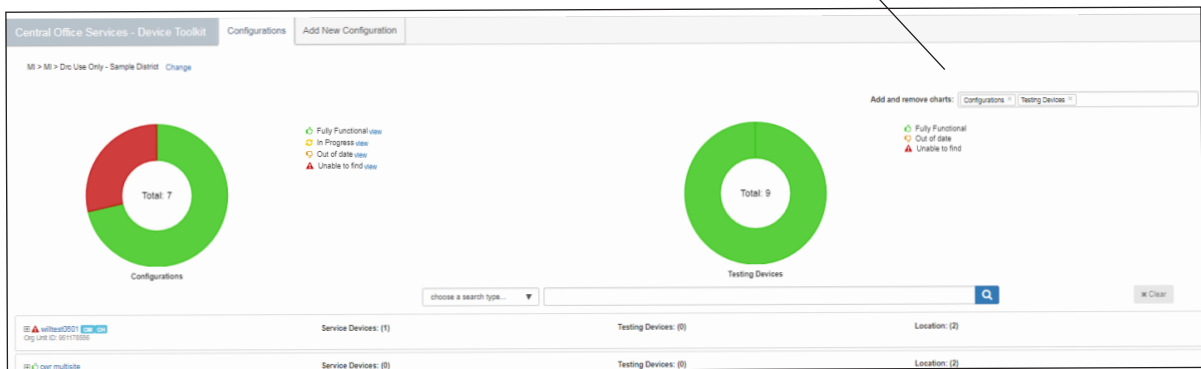 Central Office Services - Device Toolkit Configurations Add New Configuration
MI > MI > Drc Use Only - Sample District Change
Add and remove charts: Configurations × Testing Devices ×
Fully Functional view
In Progress view
Out of date view
Unable to find view
Total: 7
Configurations
Fully Functional
Out of date
Unable to find
Total: 9
Testing Devices
choose a search type... ▼
× Clear
willtest0501 Service Devices: (1) Testing Devices: (0) Location: (2)
Org Unit ID:
cwr multisite Service Devices: (0) Testing Devices: (0) Location: (2)